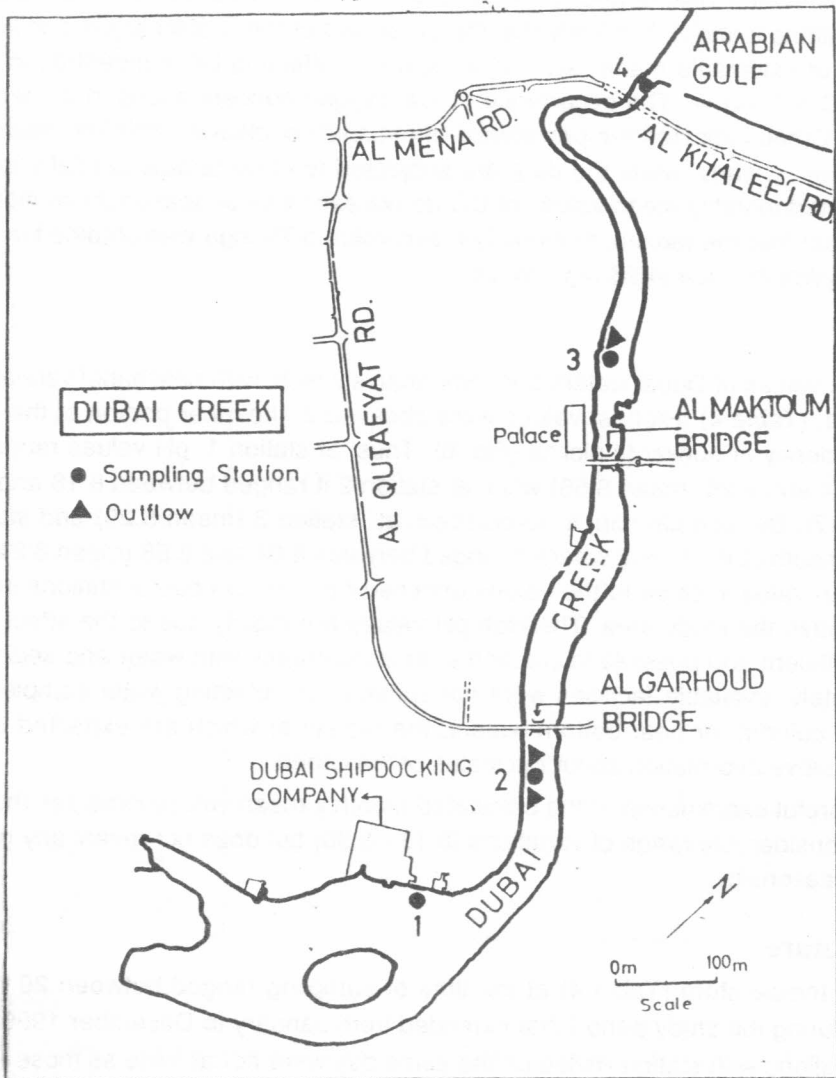 ARABIAN
GULF
4
AL MENA RD.
AL KHALEEJ RD.
AL QUTAEYAT RD.
3
DUBAI CREEK
Sampling Station
Outflow
Palace
AL MAKTOUM
BRIDGE
CREEK
AL GARHOUD
BRIDGE
DUBAI SHIPDOCKING
COMPANY
2
DUBAI
1
N
0m 100m
Scale